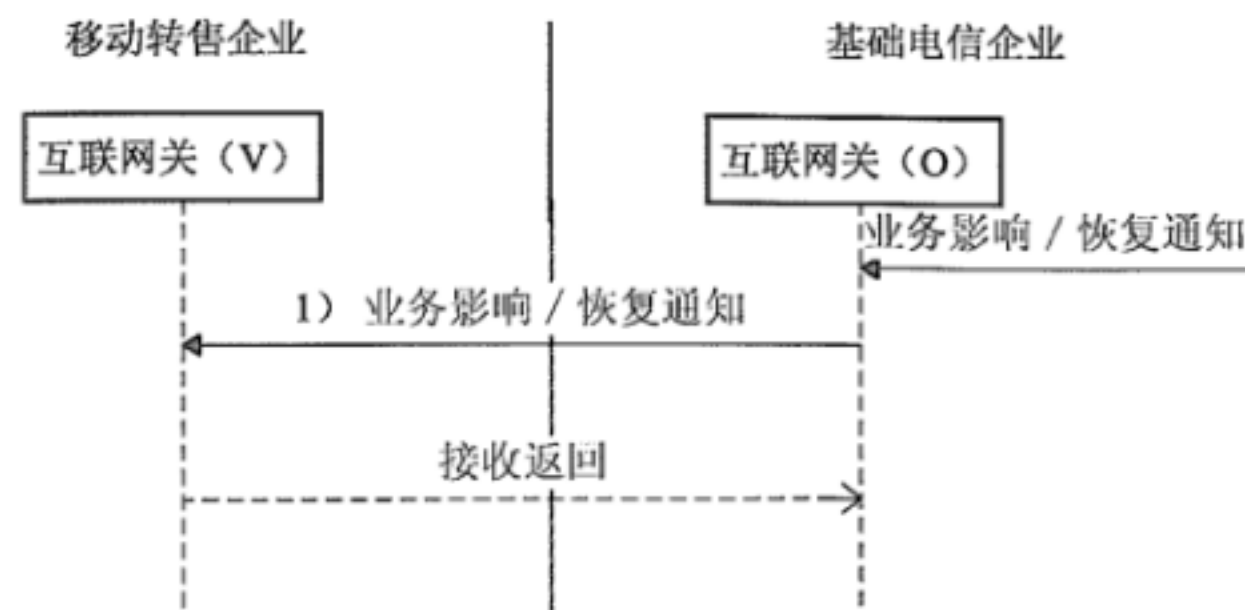 移动转售企业
基础电信企业
互联网关（V）
互联网关（O）
业务影响 / 恢复通知
1） 业务影响 / 恢复通知
接收返回